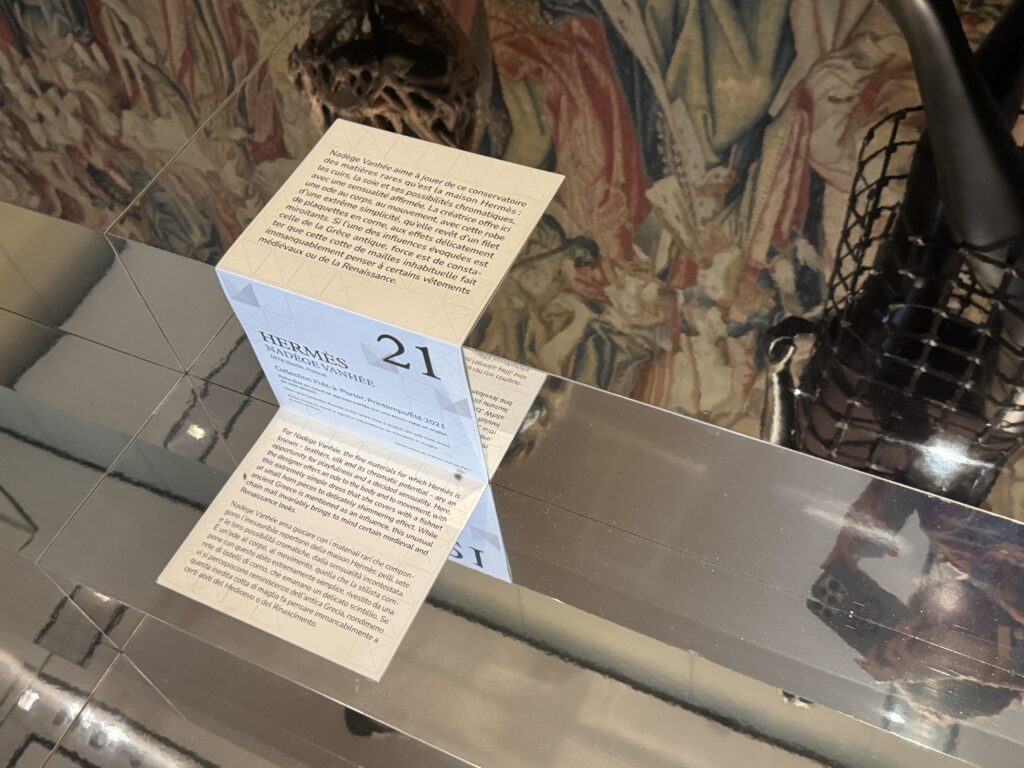 Nadège Vanhée aime à jouer de ce conservatoire
des matières rares qu'est la maison Hermès :
les cuirs, la soie et ses possibilités chromatiques,
avec une sensualité affirmée. La créatrice offre ici
une ode au corps, au mouvement, avec cette robe
d'une extrême simplicité, qu'elle revêt d'un filet
de plaquettes en corne, aux effets délicatement
miroitants. Si l'une des influences évoquées est
celle de la Grèce antique, force est de consta-
ter que cette cotte de mailles inhabituelle fait
immanquablement penser à certains vêtements
médiévaux ou de la Renaissance.
21
HERMÈS
NADÈGE VANHÉE
Collection Prêt-à-Porter, Printemps/Été 2021
For Nadège Vanhée, the fine materials for which Hermès is
known – leathers, silk and its chromatic potential – are an
opportunity for playfulness and a decided sensuality. Here,
the designer offers an ode to the body and to movement, with
this extremely simple dress that she covers with a fishnet
of small horn pieces to delicately shimmering effect. While
ancient Greece is mentioned as an influence, this unusual
chain mail invariably brings to mind certain medieval and
Renaissance looks.
Nadège Vanhée ama giocare con i materiali rari che compon-
gono l'inesauribile repertorio della maison Hermès: pelli, sete
e le loro possibilità cromatiche, dalla sensualità incontestata.
È un'ode al corpo, al movimento, quella che la stilista com-
pone con questo abito estremamente semplice, rivestito da una
rete di listelli di corno, che emanano un delicato scintillio. Se
vi si percepiscono reminiscenze dell'antica Grecia, nondimeno
questa inedita cotta di maglia fa pensare immancabilmente a
certi abiti del Medioevo o del Rinascimento.